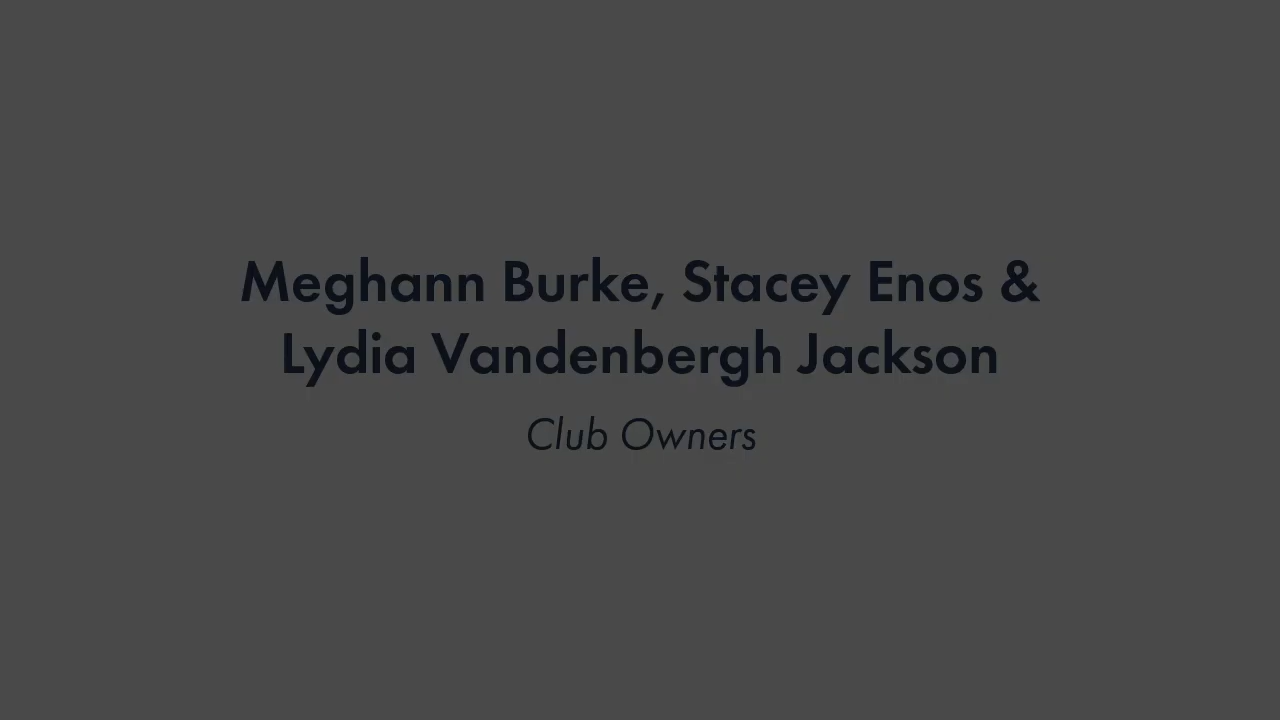 Meghann Burke, Stacey Enos &
Lydia Vandenbergh Jackson
Club Owners